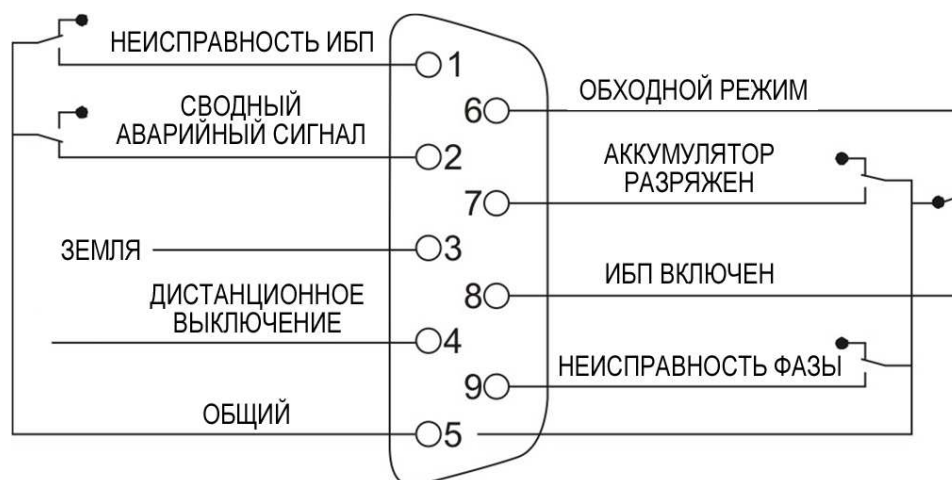 НЕИСПРАВНОСТЬ ИБП
1
СВОДНЫЙ
АВАРИЙНЫЙ СИГНАЛ
2
ЗЕМЛЯ
3
ДИСТАНЦИОННОЕ
ВЫКЛЮЧЕНИЕ
4
ОБЩИЙ
5
ОБХОДНОЙ РЕЖИМ
6
АККУМУЛЯТОР
РАЗРЯЖЕН
7
ИБП ВКЛЮЧЕН
8
НЕИСПРАВНОСТЬ ФАЗЫ
9